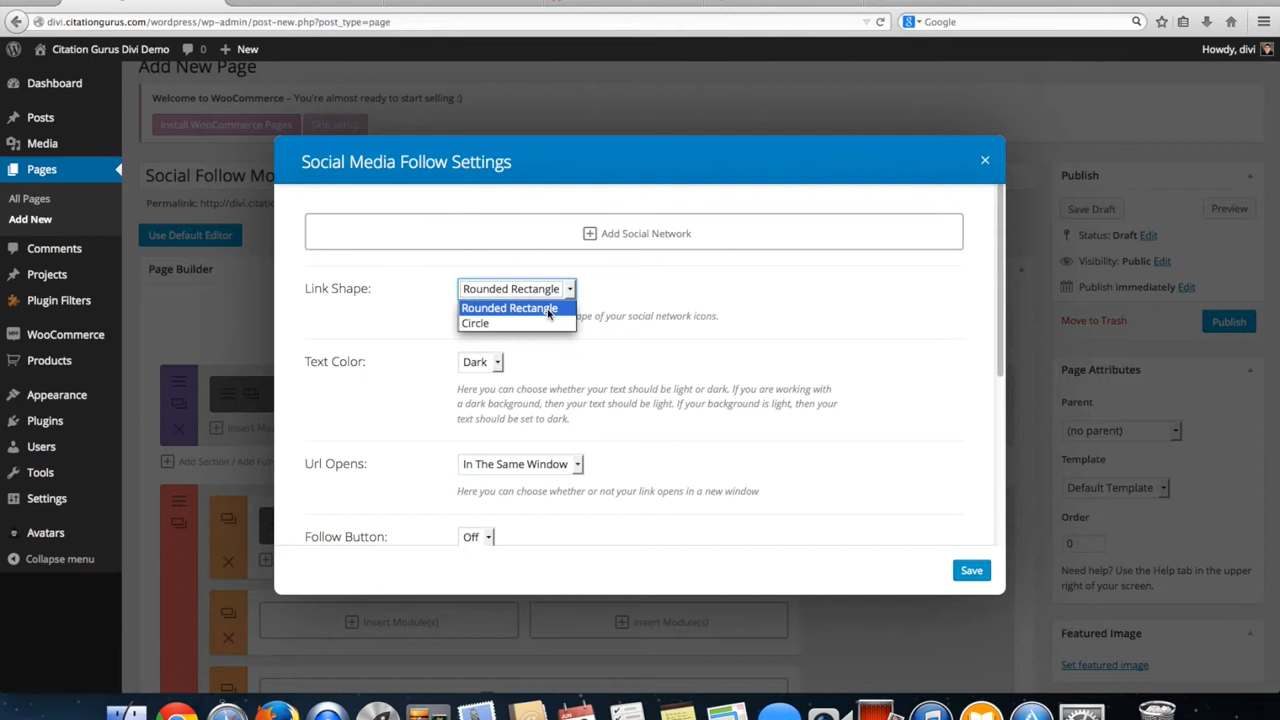 divi.citationgurus.com/wordpress/wp-admin/post-new.php?post_type=page
Google
Citation Gurus Divi Demo
0
New
Howdy, divi
Add New Page
Dashboard
Posts
Media
Pages
All Pages
Add New
Comments
Projects
Plugin Filters
WooCommerce
Products
Appearance
Plugins
Users
Tools
Settings
Avatars
Collapse menu
Welcome to WooCommerce – You're almost ready to start selling :)
Install WooCommerce Pages
Skip setup
Social Follow Mo
Permalink: http://divi.citatio
Use Default Editor
Page Builder
Insert Mo
Add Section / Add Full
Social Media Follow Settings
Add Social Network
Link Shape:
Rounded Rectangle
Rounded Rectangle
Circle
ape of your social network icons.
Text Color:
Dark
Here you can choose whether your text should be light or dark. If you are working with
a dark background, then your text should be light. If your background is light, then your
text should be set to dark.
Url Opens:
In The Same Window
Here you can choose whether or not your link opens in a new window
Follow Button:
Off
Save
Insert Module(s)
Insert Module(s)
Publish
Save Draft
Preview
Status: Draft Edit
Visibility: Public Edit
Publish immediately Edit
Move to Trash
Publish
Page Attributes
Parent
(no parent)
Template
Default Template
Order
0
Need help? Use the Help tab in the upper
right of your screen.
Featured Image
Set featured image